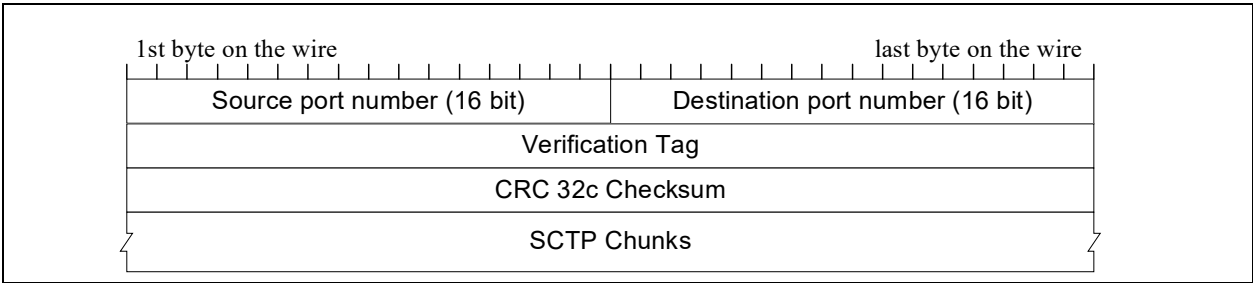 1st byte on the wire last byte on the wire
Source port number (16 bit) Destination port number (16 bit)
Verification Tag
CRC 32c Checksum
SCTP Chunks